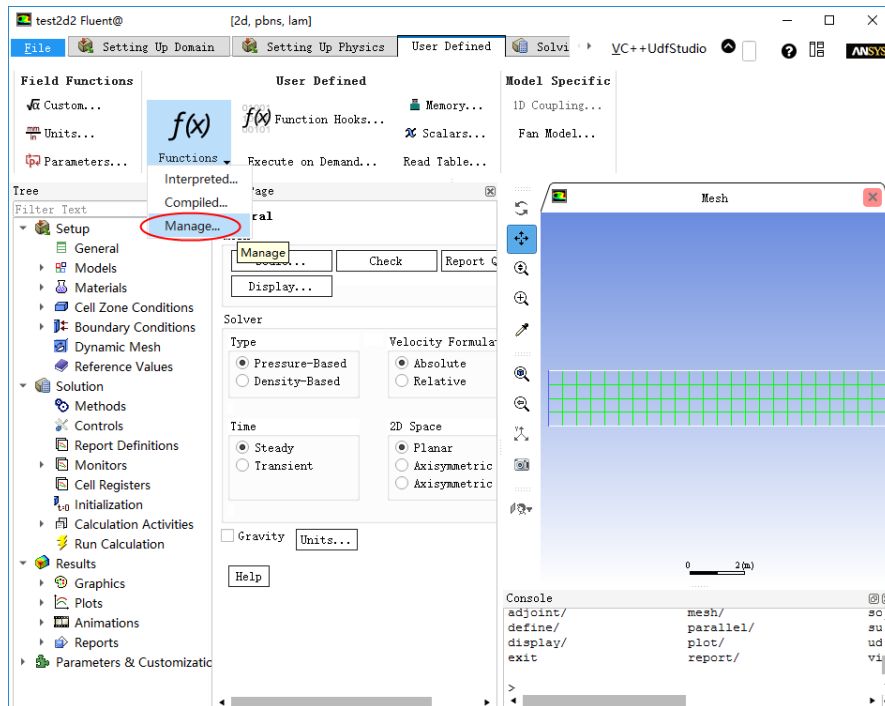 test2d2 Fluent@ [2d, pbns, lam]
File Setting Up Domain Setting Up Physics User Defined Solvi VC++UdfStudio ANSYS
Field Functions User Defined Model Specific
Custom... Memory... 1D Coupling...
Function Hooks...
Units... f(x) Scalars... Fan Model...
Parameters... Functions Execute on Demand... Read Table...
Interpreted...
Compiled...
Manage...
Manage
Tree
Filter Text
Setup
General
Models
Materials
Cell Zone Conditions
Boundary Conditions
Dynamic Mesh
Reference Values
Solution
Methods
Controls
Report Definitions
Monitors
Cell Registers
Initialization
Calculation Activities
Run Calculation
Results
Graphics
Plots
Animations
Reports
Parameters & Customizatic
Check Report Q
Display...
Solver
Type Velocity Formula
Pressure-Based Absolute
Density-Based Relative
Time 2D Space
Steady Planar
Transient Axisymmetric
Axisymmetric
Gravity Units...
Help
Mesh
0 2(m)
Console
adjoint/ mesh/ so
define/ parallel/ su
display/ plot/ ud
exit report/ vi
>